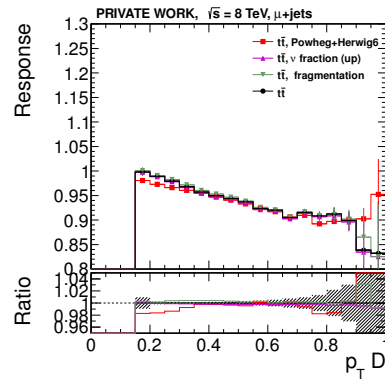 PRIVATE WORK, √s = 8 TeV, μ+jets
Response
1.3
1.25
1.2
1.15
1.1
1.05
1
0.95
0.9
0.85
0.8
tt̄, Powheg+Herwig6
tt̄, ν fraction (up)
tt̄, fragmentation
tt̄
Ratio
1.04
1.02
1
0.98
0.96
0 0.2 0.4 0.6 0.8
p_T D